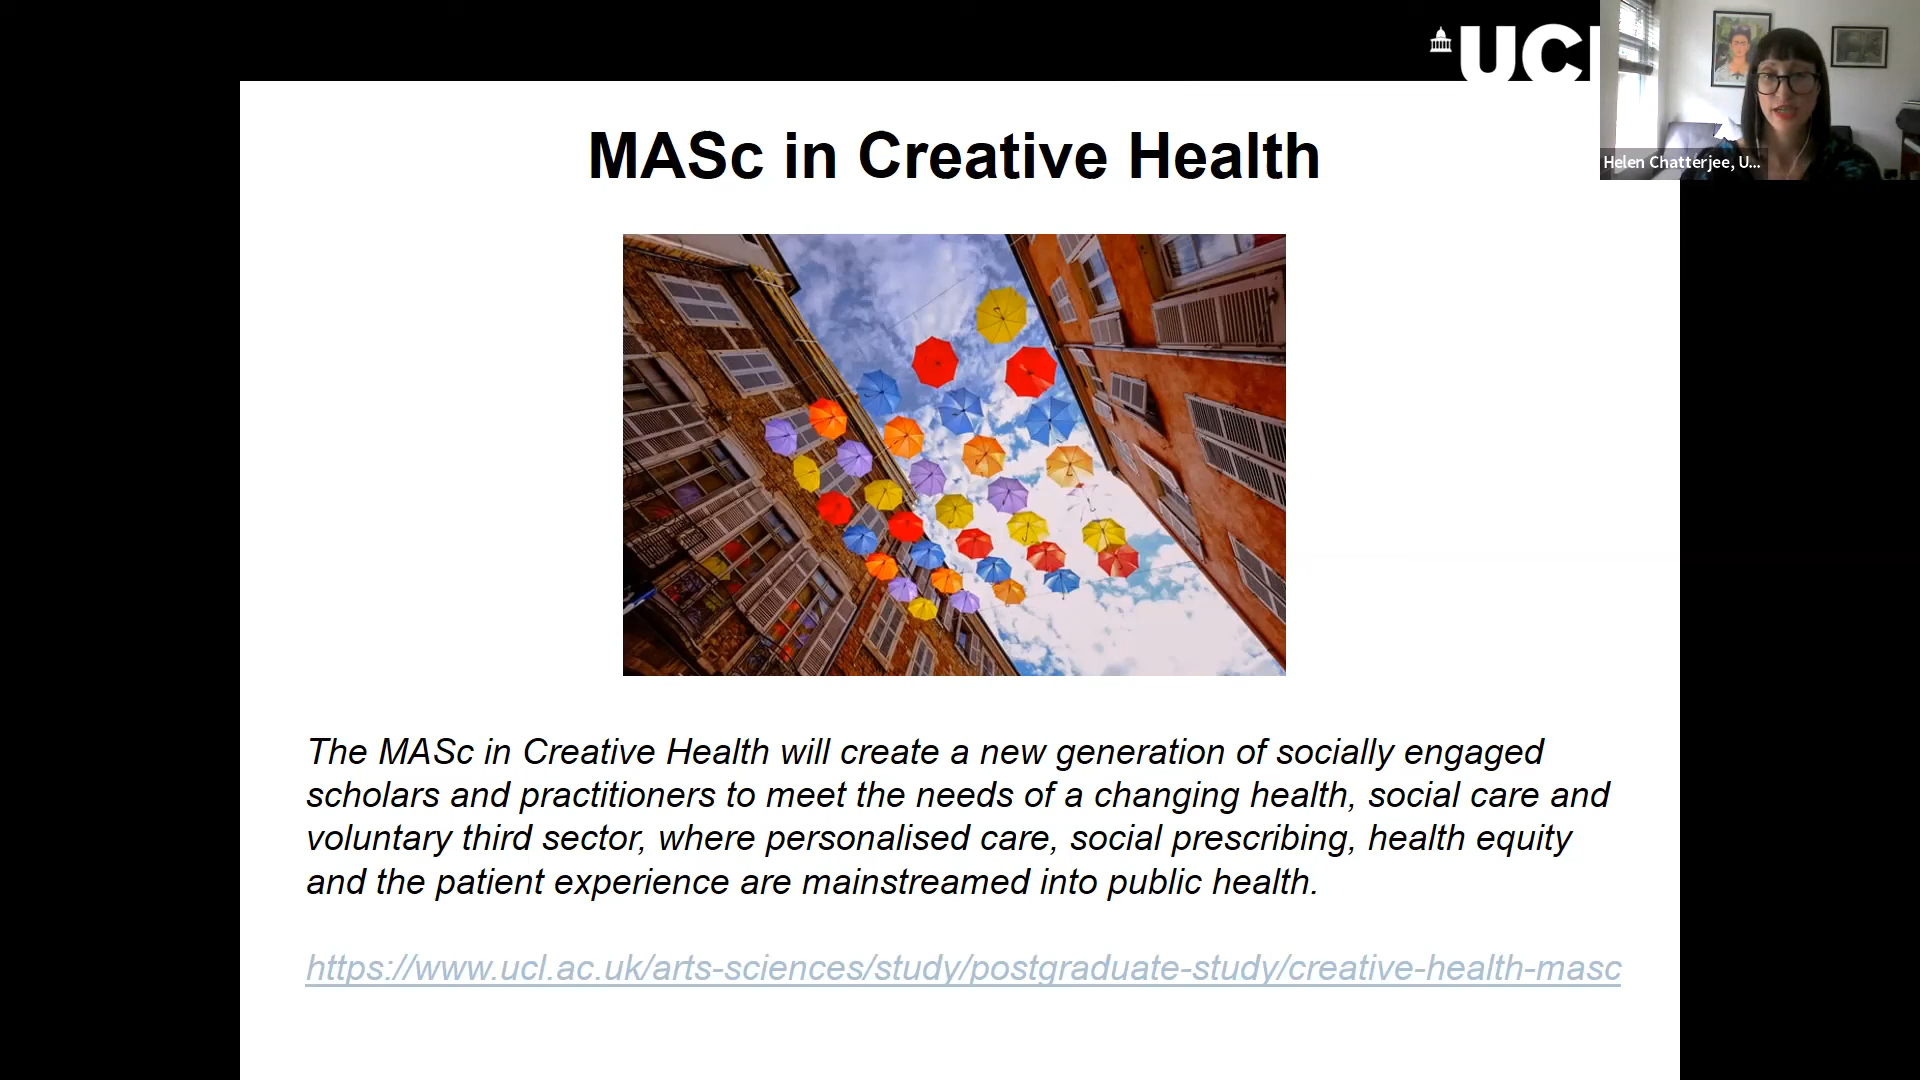 UCL
Helen Chatterjee, U...
MASc in Creative Health
The MASc in Creative Health will create a new generation of socially engaged
scholars and practitioners to meet the needs of a changing health, social care and
voluntary third sector, where personalised care, social prescribing, health equity
and the patient experience are mainstreamed into public health.
https://www.ucl.ac.uk/arts-sciences/study/postgraduate-study/creative-health-masc